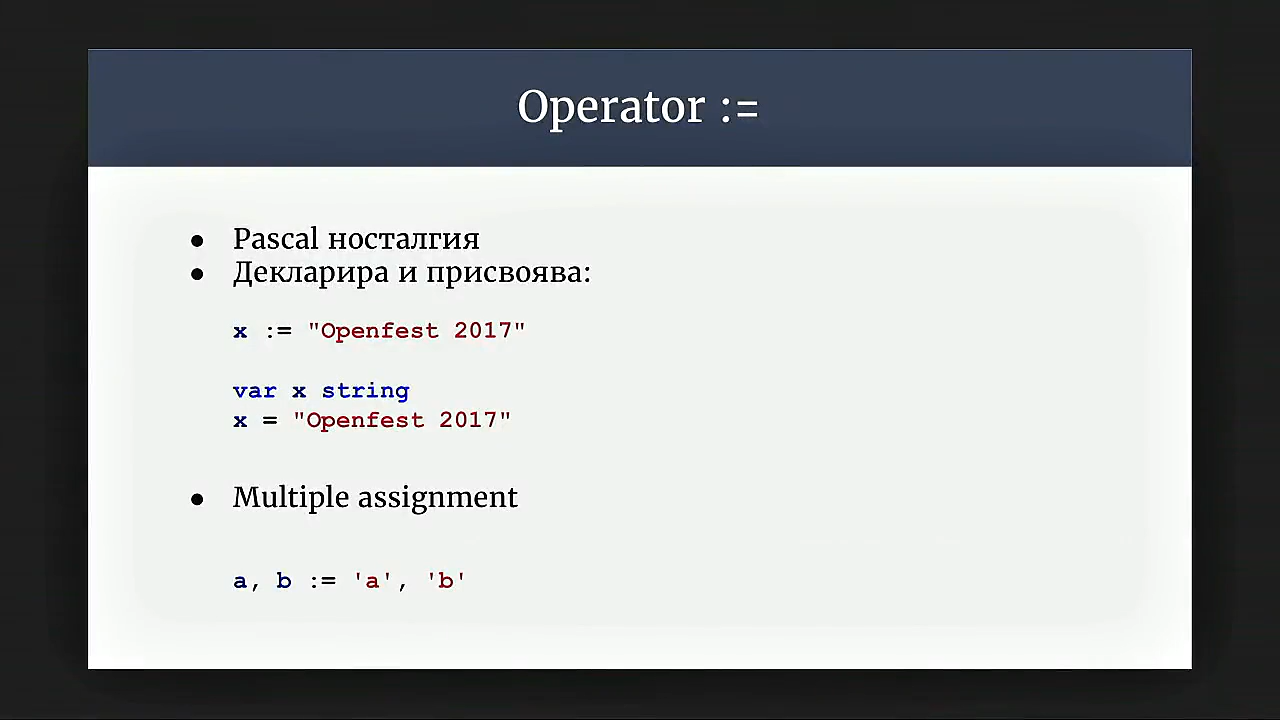 Operator :=
● Pascal носталгия
● Декларира и присвоява:
x := "Openfest 2017"
var x string
x = "Openfest 2017"
● Multiple assignment
a, b := 'a', 'b'